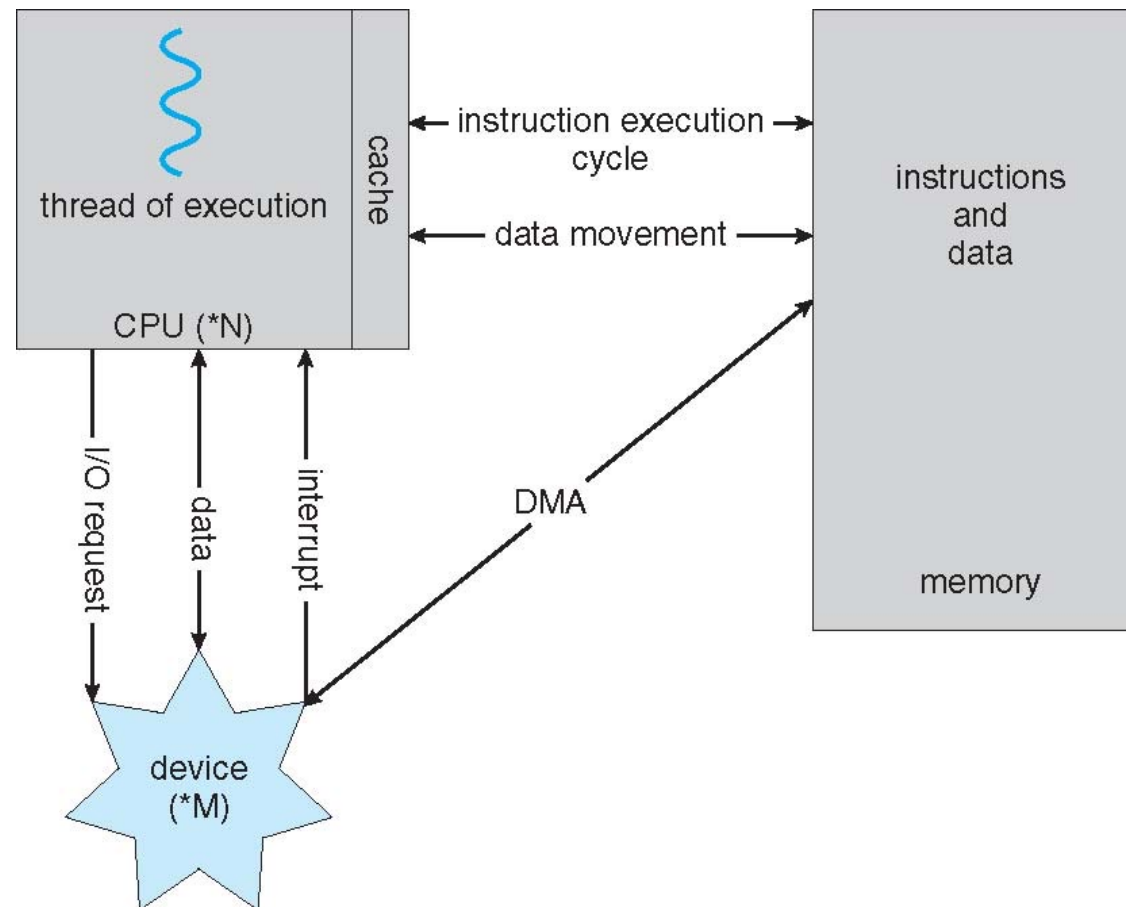 thread of execution
CPU (*N)
cache
instruction execution
cycle
data movement
instructions
and
data
memory
I/O request
data
interrupt
DMA
device
(*M)